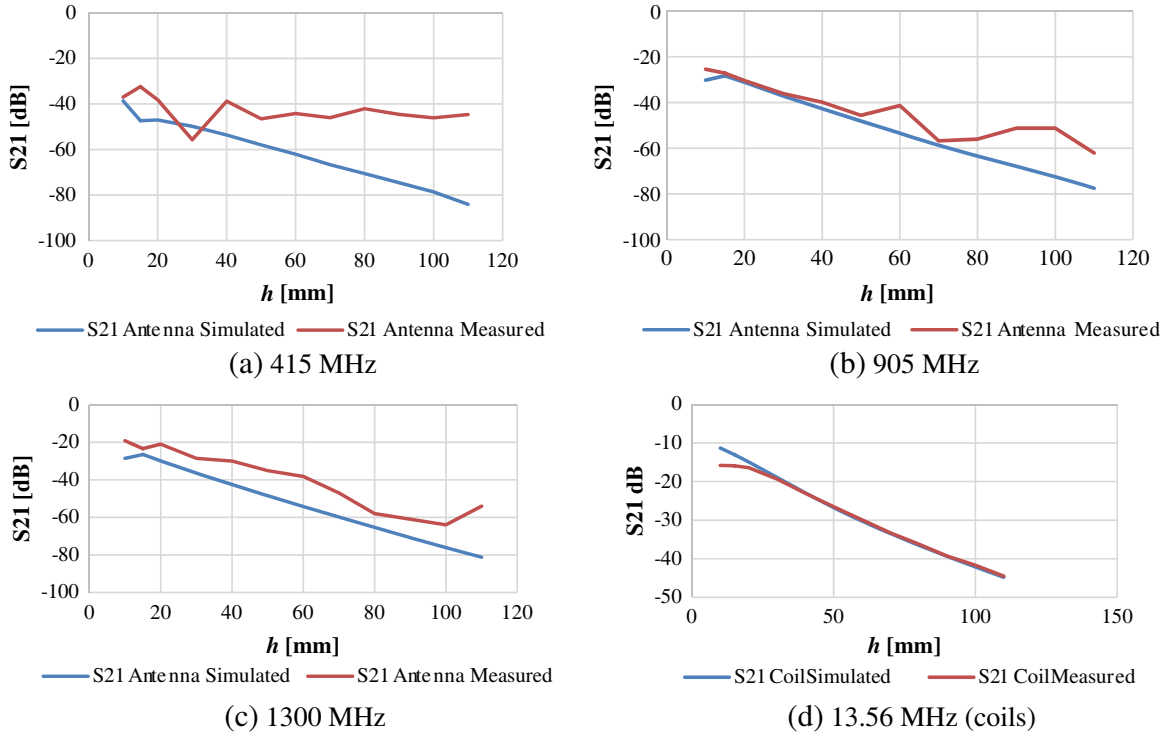 0
-20
-40
-60
-80
-100
S21 [dB]
0 20 40 60 80 100 120
h [mm]
S21 Antenna Simulated S21 Antenna Measured
(a) 415 MHz
0
-20
-40
-60
-80
-100
S21 [dB]
0 20 40 60 80 100 120
h [mm]
S21 Antenna Simulated S21 Antenna Measured
(b) 905 MHz
0
-20
-40
-60
-80
-100
S21 [dB]
0 20 40 60 80 100 120
h [mm]
S21 Antenna Simulated S21 Antenna Measured
(c) 1300 MHz
0
-10
-20
-30
-40
-50
S21 dB
0 50 100 150
h [mm]
S21 CoilSimulated S21 CoilMeasured
(d) 13.56 MHz (coils)